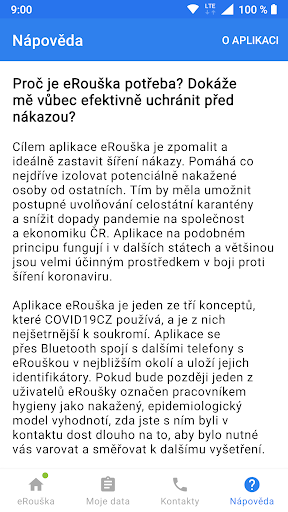 9:00
LTE
100 %
Nápověda
O APLIKACI
Proč je eRouška potřeba? Dokáže
mě vůbec efektivně uchránit před
nákazou?
Cílem aplikace eRouška je zpomalit a
ideálně zastavit šíření nákazy. Pomáhá co
nejdříve izolovat potenciálně nakažené
osoby od ostatních. Tím by měla umožnit
postupné uvolňování celostátní karantény
a snížit dopady pandemie na společnost
a ekonomiku ČR. Aplikace na podobném
principu fungují i v dalších státech a většinou
jsou velmi účinným prostředkem v boji proti
šíření koronaviru.
Aplikace eRouška je jeden ze tří konceptů,
které COVID19CZ používá, a je z nich
nejšetrnější k soukromí. Aplikace se
přes Bluetooth spojí s dalšími telefony s
eRouškou v nejbližším okolí a uloží jejich
identifikátory. Pokud bude později jeden z
uživatelů eRoušky označen pracovníkem
hygieny jako nakažený, epidemiologický
model vyhodnotí, zda jste s ním byli v
kontaktu dost dlouho na to, aby bylo nutné
vás varovat a směřovat k dalšímu vyšetření.
eRouška
Moje data
Kontakty
Nápověda